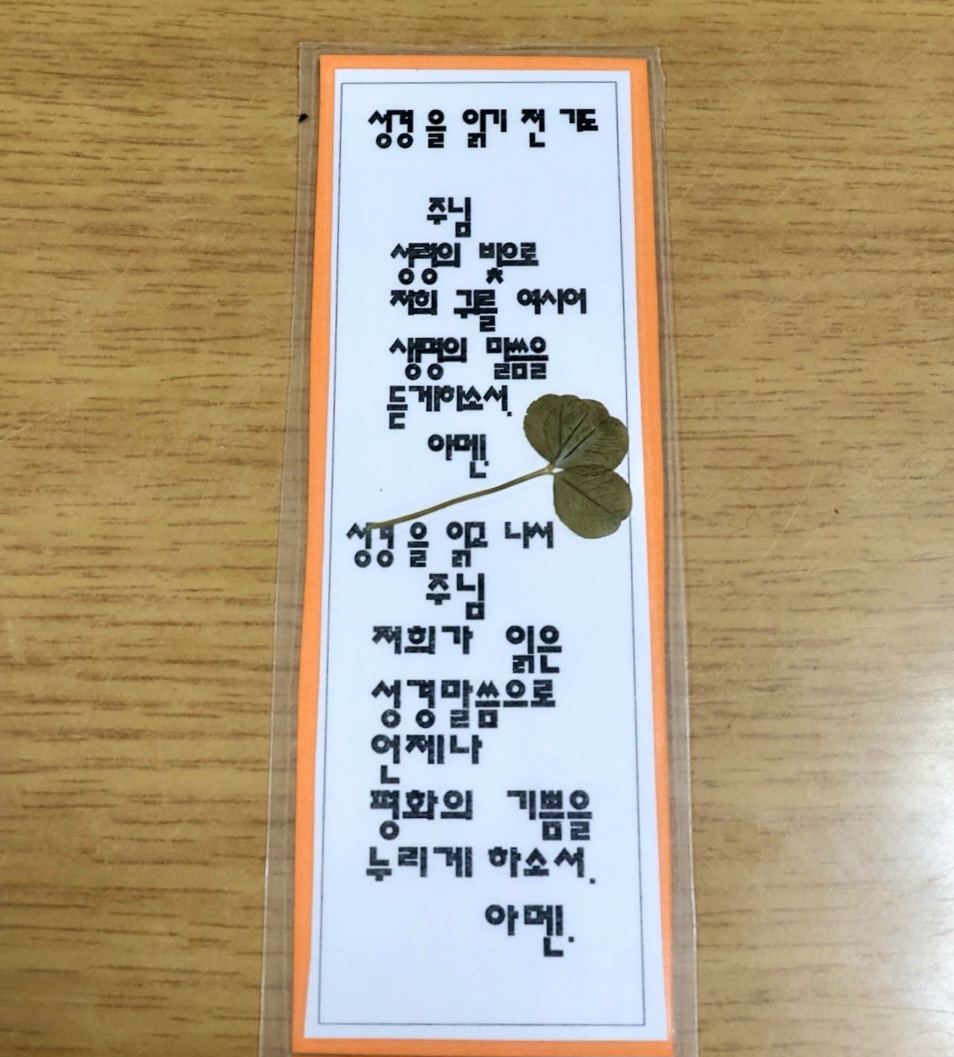 성경을 읽기 전 기도
주님
성령의 빛으로
저희 귀를 여시어
생명의 말씀을
듣게하소서.
아멘.
성경을 읽고 나서
주님
저희가 읽은
성경말씀으로
언제나
평화의 기쁨을
누리게 하소서.
아멘.